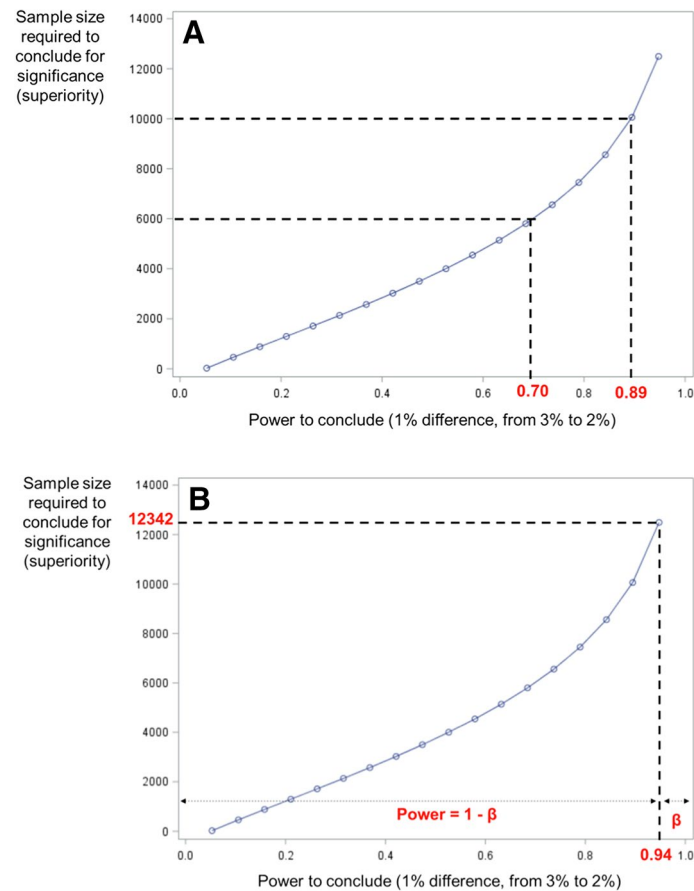 Sample size
required to
conclude for
significance
(superiority)
A
14000
12000
10000
8000
6000
4000
2000
0
0.0 0.2 0.4 0.6 0.70 0.8 0.89 1.0
Power to conclude (1% difference, from 3% to 2%)
Sample size
required to
conclude for
significance
(superiority)
B
14000
12342
12000
10000
8000
6000
4000
2000
0
Power = 1 - β
β
0.0 0.2 0.4 0.6 0.8 0.94 1.0
Power to conclude (1% difference, from 3% to 2%)